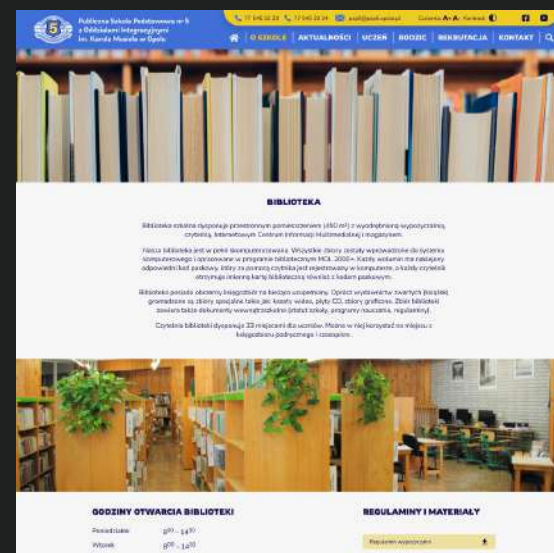 Publiczna Szkoła Podstawowa nr 5
z Oddziałami Integracyjnymi
im. Karola Musioła w Opolu
Czcionka A+ A- Kontrast
O SZKOLE | AKTUALNOŚCI | UCZEŃ | RODZIC | REKRUTACJA | KONTAKT
BIBLIOTEKA
Biblioteka szkolna dysponuje przestronnym pomieszczeniem (450 m²) z wyodrębnioną wypożyczalnią,
czytelnią, Internetowym Centrum Informacji Multimedialnej i magazynem.
Nasza biblioteka jest w pełni skomputeryzowana. Wszystkie zbiory zostały wprowadzone do systemu
komputerowego i opracowane w programie bibliotecznym MOL 2000+. Każdy wolumin ma naklejony
odpowiedni kod paskowy, który za pomocą czytnika jest rejestrowany w komputerze, a każdy czytelnik
otrzymuje imienną kartę biblioteczną również z kodem paskowym.
Biblioteka posiada obszerny księgozbiór na bieżąco uzupełniany. Oprócz wydawnictw zwartych (książek)
gromadzone są zbiory specjalne takie jak: kasety wideo, płyty CD, zbiory graficzne. Zbiór biblioteki
zawiera także dokumenty wewnątrzszkolne (statut szkoły, programy nauczania, regulaminy).
Czytelnia biblioteki dysponuje 33 miejscami dla uczniów. Można w niej korzystać na miejscu z
księgozbioru podręcznego i czasopism.
GODZINY OTWARCIA BIBLIOTEKI
Poniedziałek
Wtorek 8⁰⁰ - 14³⁰
REGULAMINY I MATERIAŁY
Regulamin wypożyczalni